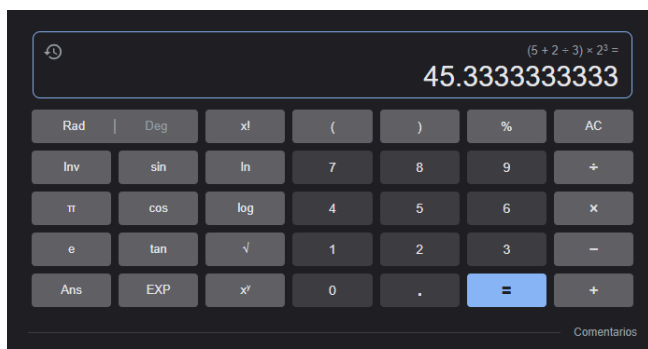 (5 + 2 ÷ 3) × 2³ =
45.3333333333
Rad | Deg x! ( ) % AC
Inv sin ln 7 8 9 ÷
π cos log 4 5 6 ×
e tan √ 1 2 3 −
Ans EXP xʸ 0 . = +
Comentarios